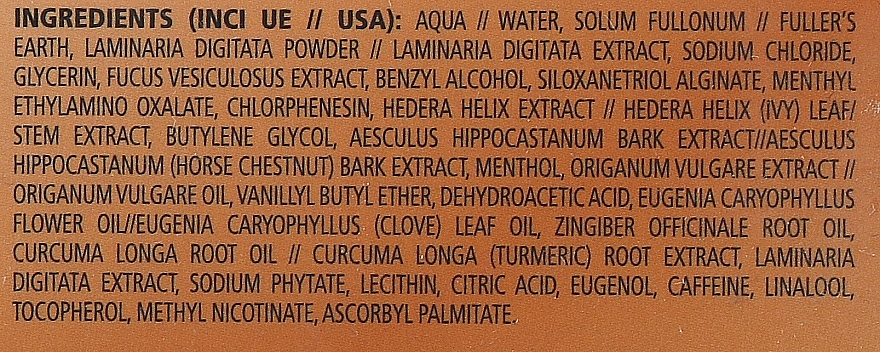 INGREDIENTS (INCI UE // USA): AQUA // WATER, SOLUM FULLONUM // FULLER'S
EARTH, LAMINARIA DIGITATA POWDER // LAMINARIA DIGITATA EXTRACT, SODIUM CHLORIDE,
GLYCERIN, FUCUS VESICULOSUS EXTRACT, BENZYL ALCOHOL, SILOXANETRIOL ALGINATE, MENTHYL
ETHYLAMINO OXALATE, CHLORPHENESIN, HEDERA HELIX EXTRACT // HEDERA HELIX (IVY) LEAF/
STEM EXTRACT, BUTYLENE GLYCOL, AESCULUS HIPPOCASTANUM BARK EXTRACT//AESCULUS
HIPPOCASTANUM (HORSE CHESTNUT) BARK EXTRACT, MENTHOL, ORIGANUM VULGARE EXTRACT //
ORIGANUM VULGARE OIL, VANILLYL BUTYL ETHER, DEHYDROACETIC ACID, EUGENIA CARYOPHYLLUS
FLOWER OIL//EUGENIA CARYOPHYLLUS (CLOVE) LEAF OIL, ZINGIBER OFFICINALE ROOT OIL,
CURCUMA LONGA ROOT OIL // CURCUMA LONGA (TURMERIC) ROOT EXTRACT, LAMINARIA
DIGITATA EXTRACT, SODIUM PHYTATE, LECITHIN, CITRIC ACID, EUGENOL, CAFFEINE, LINALOOL,
TOCOPHEROL, METHYL NICOTINATE, ASCORBYL PALMITATE.